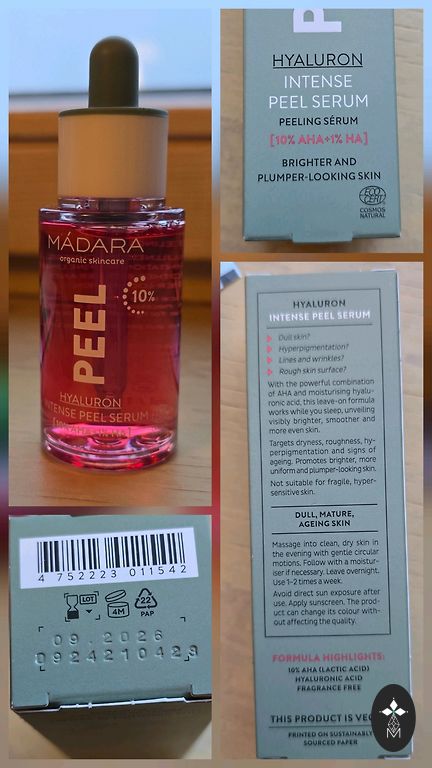 MÁDARA
organic skincare
10%
PEEL
HYALURON
INTENSE PEEL SERUM
HYALURON
INTENSE
PEEL SERUM
PEELING SÉRUM
[10% AHA+1% HA]
BRIGHTER AND
PLUMPER-LOOKING SKIN
ECO
CERT
COSMOS
NATURAL
4 752223 011542
LOT
4M
22
PAP
09.2026
HYALURON
INTENSE PEEL SERUM
Dull skin?
Hyperpigmentation?
Lines and wrinkles?
Rough skin surface?
With the powerful combination
of AHA and moisturising hyalu-
ronic acid, this leave-on formula
works while you sleep, unveiling
visibly brighter, smoother and
more even skin.
Targets dryness, roughness, hy-
perpigmentation and signs of
ageing. Promotes brighter, more
uniform and plumper-looking skin.
Not suitable for fragile, hyper-
sensitive skin.
DULL, MATURE,
AGEING SKIN
Massage into clean, dry skin in
the evening with gentle circular
motions. Follow with a moistur-
iser if necessary. Leave overnight.
Use 1-2 times a week.
Avoid direct sun exposure after
use. Apply sunscreen. The prod-
uct can change its colour with-
out affecting the quality.
FORMULA HIGHLIGHTS:
10% AHA (LACTIC ACID)
HYALURONIC ACID
FRAGRANCE FREE
THIS PRODUCT IS VEG
PRINTED ON SUSTAINABLY
SOURCED PAPER